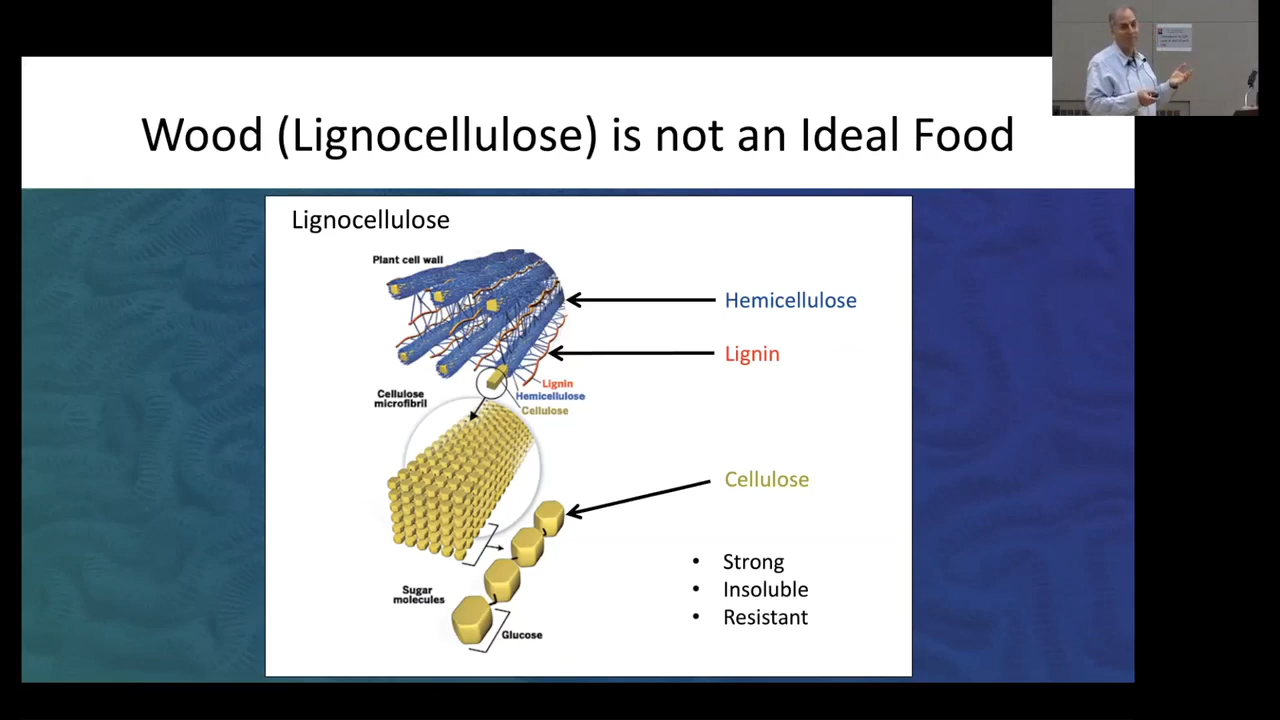 Wood (Lignocellulose) is not an Ideal Food
Lignocellulose
Plant cell wall
Hemicellulose
Lignin
Lignin
Hemicellulose
Cellulose
Cellulose
microfibril
Cellulose
• Strong
• Insoluble
• Resistant
Sugar
molecules
Glucose